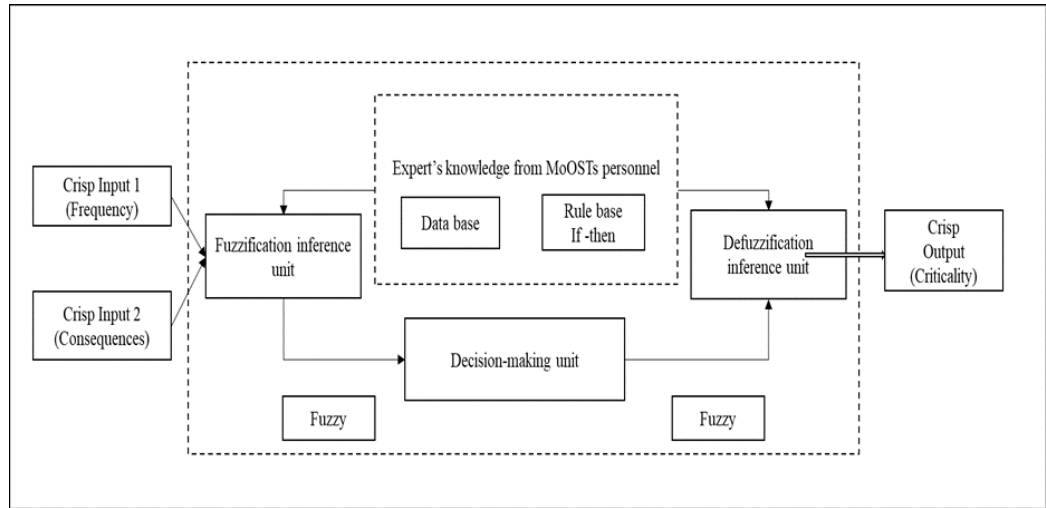 Expert's knowledge from MoOSTs personnel
Crisp Input 1
(Frequency)
Data base
Rule base
If -then
Fuzzification inference
unit
Defuzzification
inference unit
Crisp
Output
(Criticality)
Crisp Input 2
(Consequences)
Decision-making unit
Fuzzy
Fuzzy